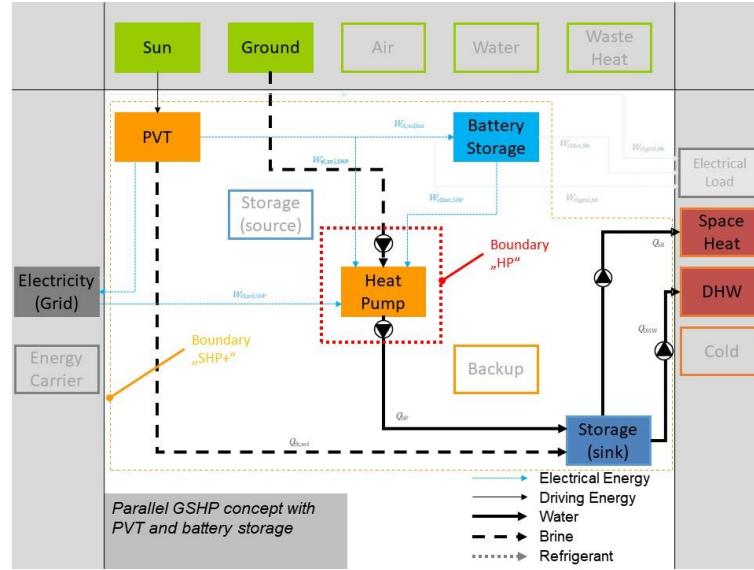 Sun
Ground
Air
Water
Waste
Heat
PVT
Battery
Storage
Electrical
Load
Storage
(source)
Space
Heat
Boundary
„HP“
Electricity
(Grid)
Heat
Pump
DHW
Energy
Carrier
Boundary
„SHP+“
Backup
Cold
Storage
(sink)
Electrical Energy
Driving Energy
Water
Brine
Refrigerant
Parallel GSHP concept with
PVT and battery storage